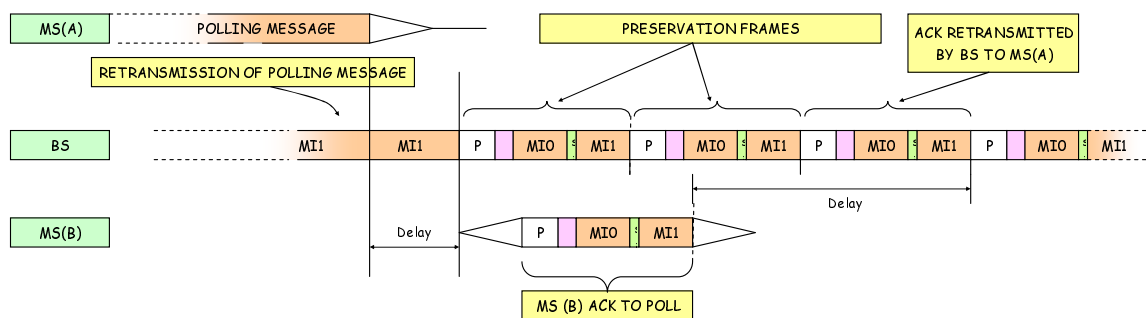 MS(A)
POLLING MESSAGE
PRESERVATION FRAMES
ACK RETRANSMITTED
BY BS TO MS(A)
RETRANSMISSION OF POLLING MESSAGE
BS
MI1 MI1 P MI0 MI1 P MI0 MI1 P MI0 MI1 P MI0 MI1
Delay
MS(B)
Delay
P MI0 MI1
MS (B) ACK TO POLL